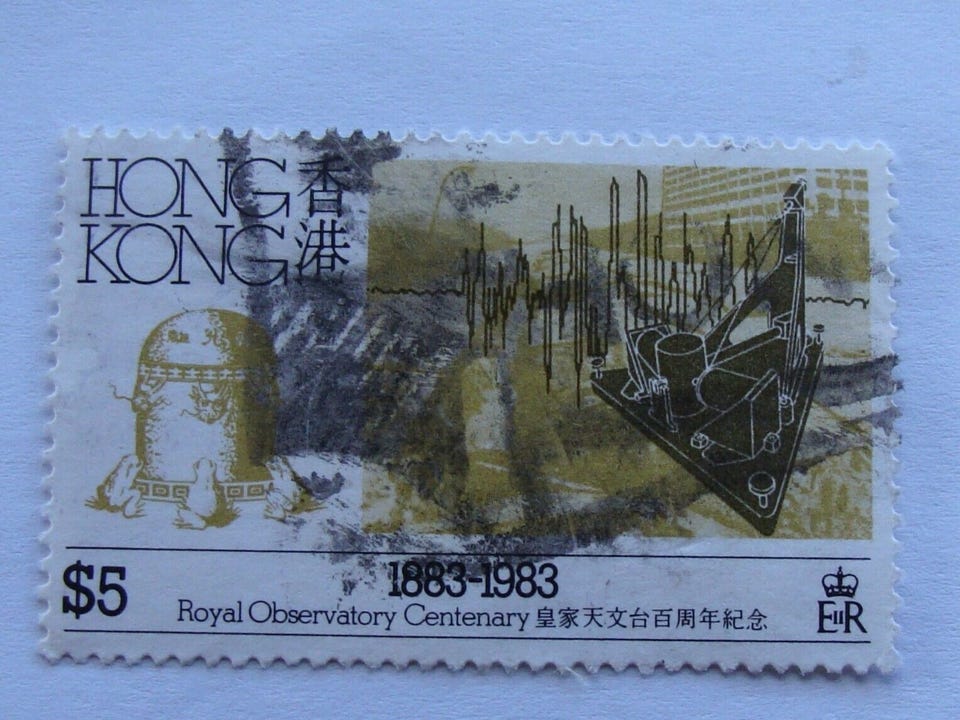 HONG 香
KONG 港
$5
1883-1983
Royal Observatory Centenary 皇家天文台百周年紀念
EIIR